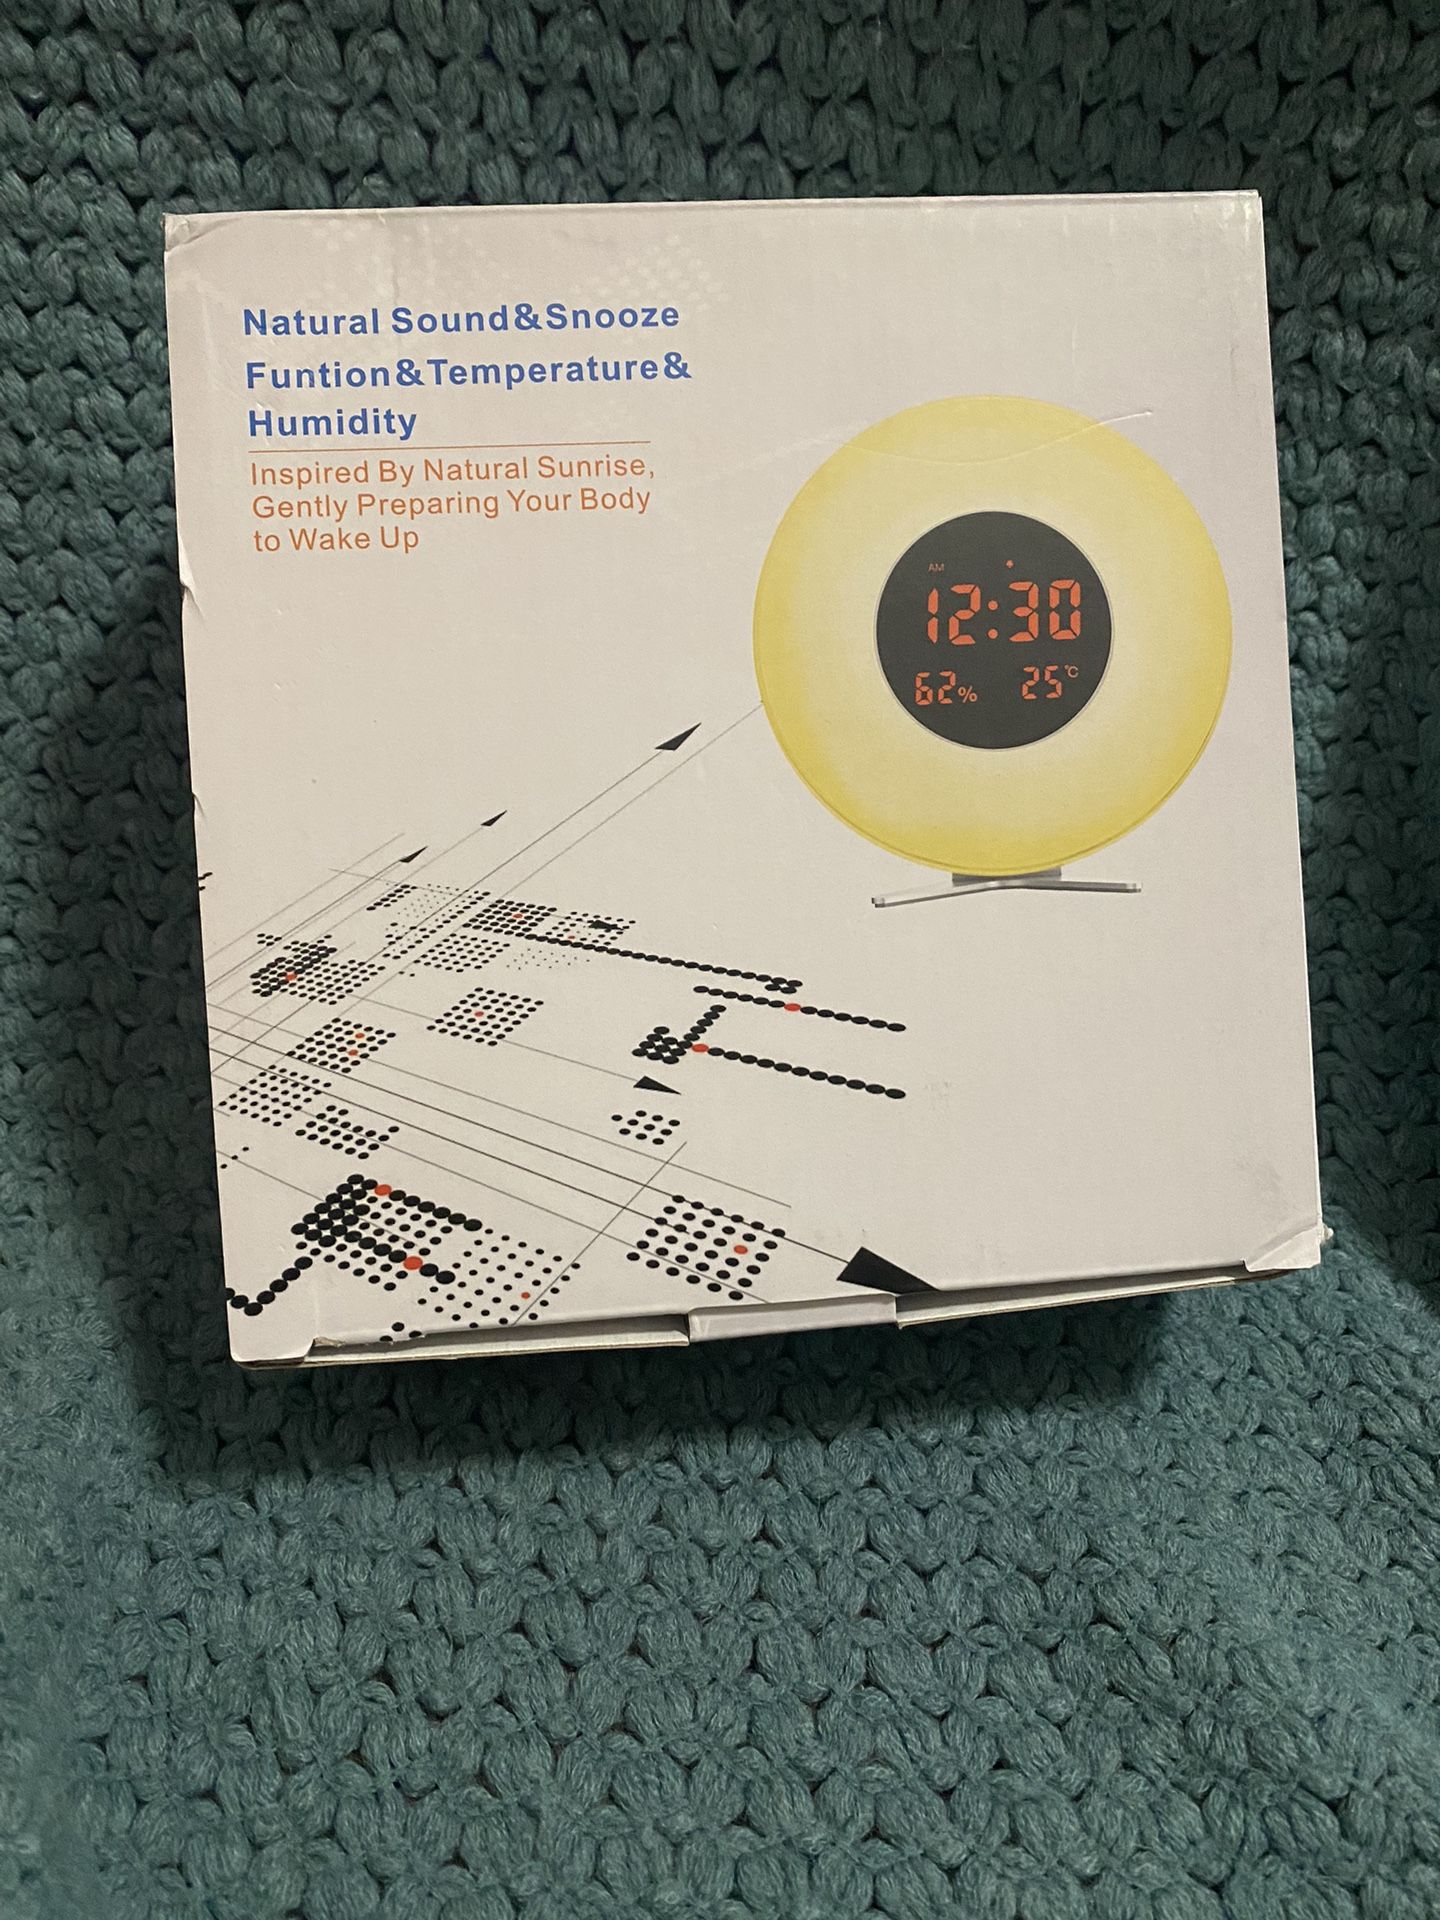 Natural Sound&Snooze
Funtion&Temperature&
Humidity
Inspired By Natural Sunrise,
Gently Preparing Your Body
to Wake Up
AM
12:30
62%
25°C